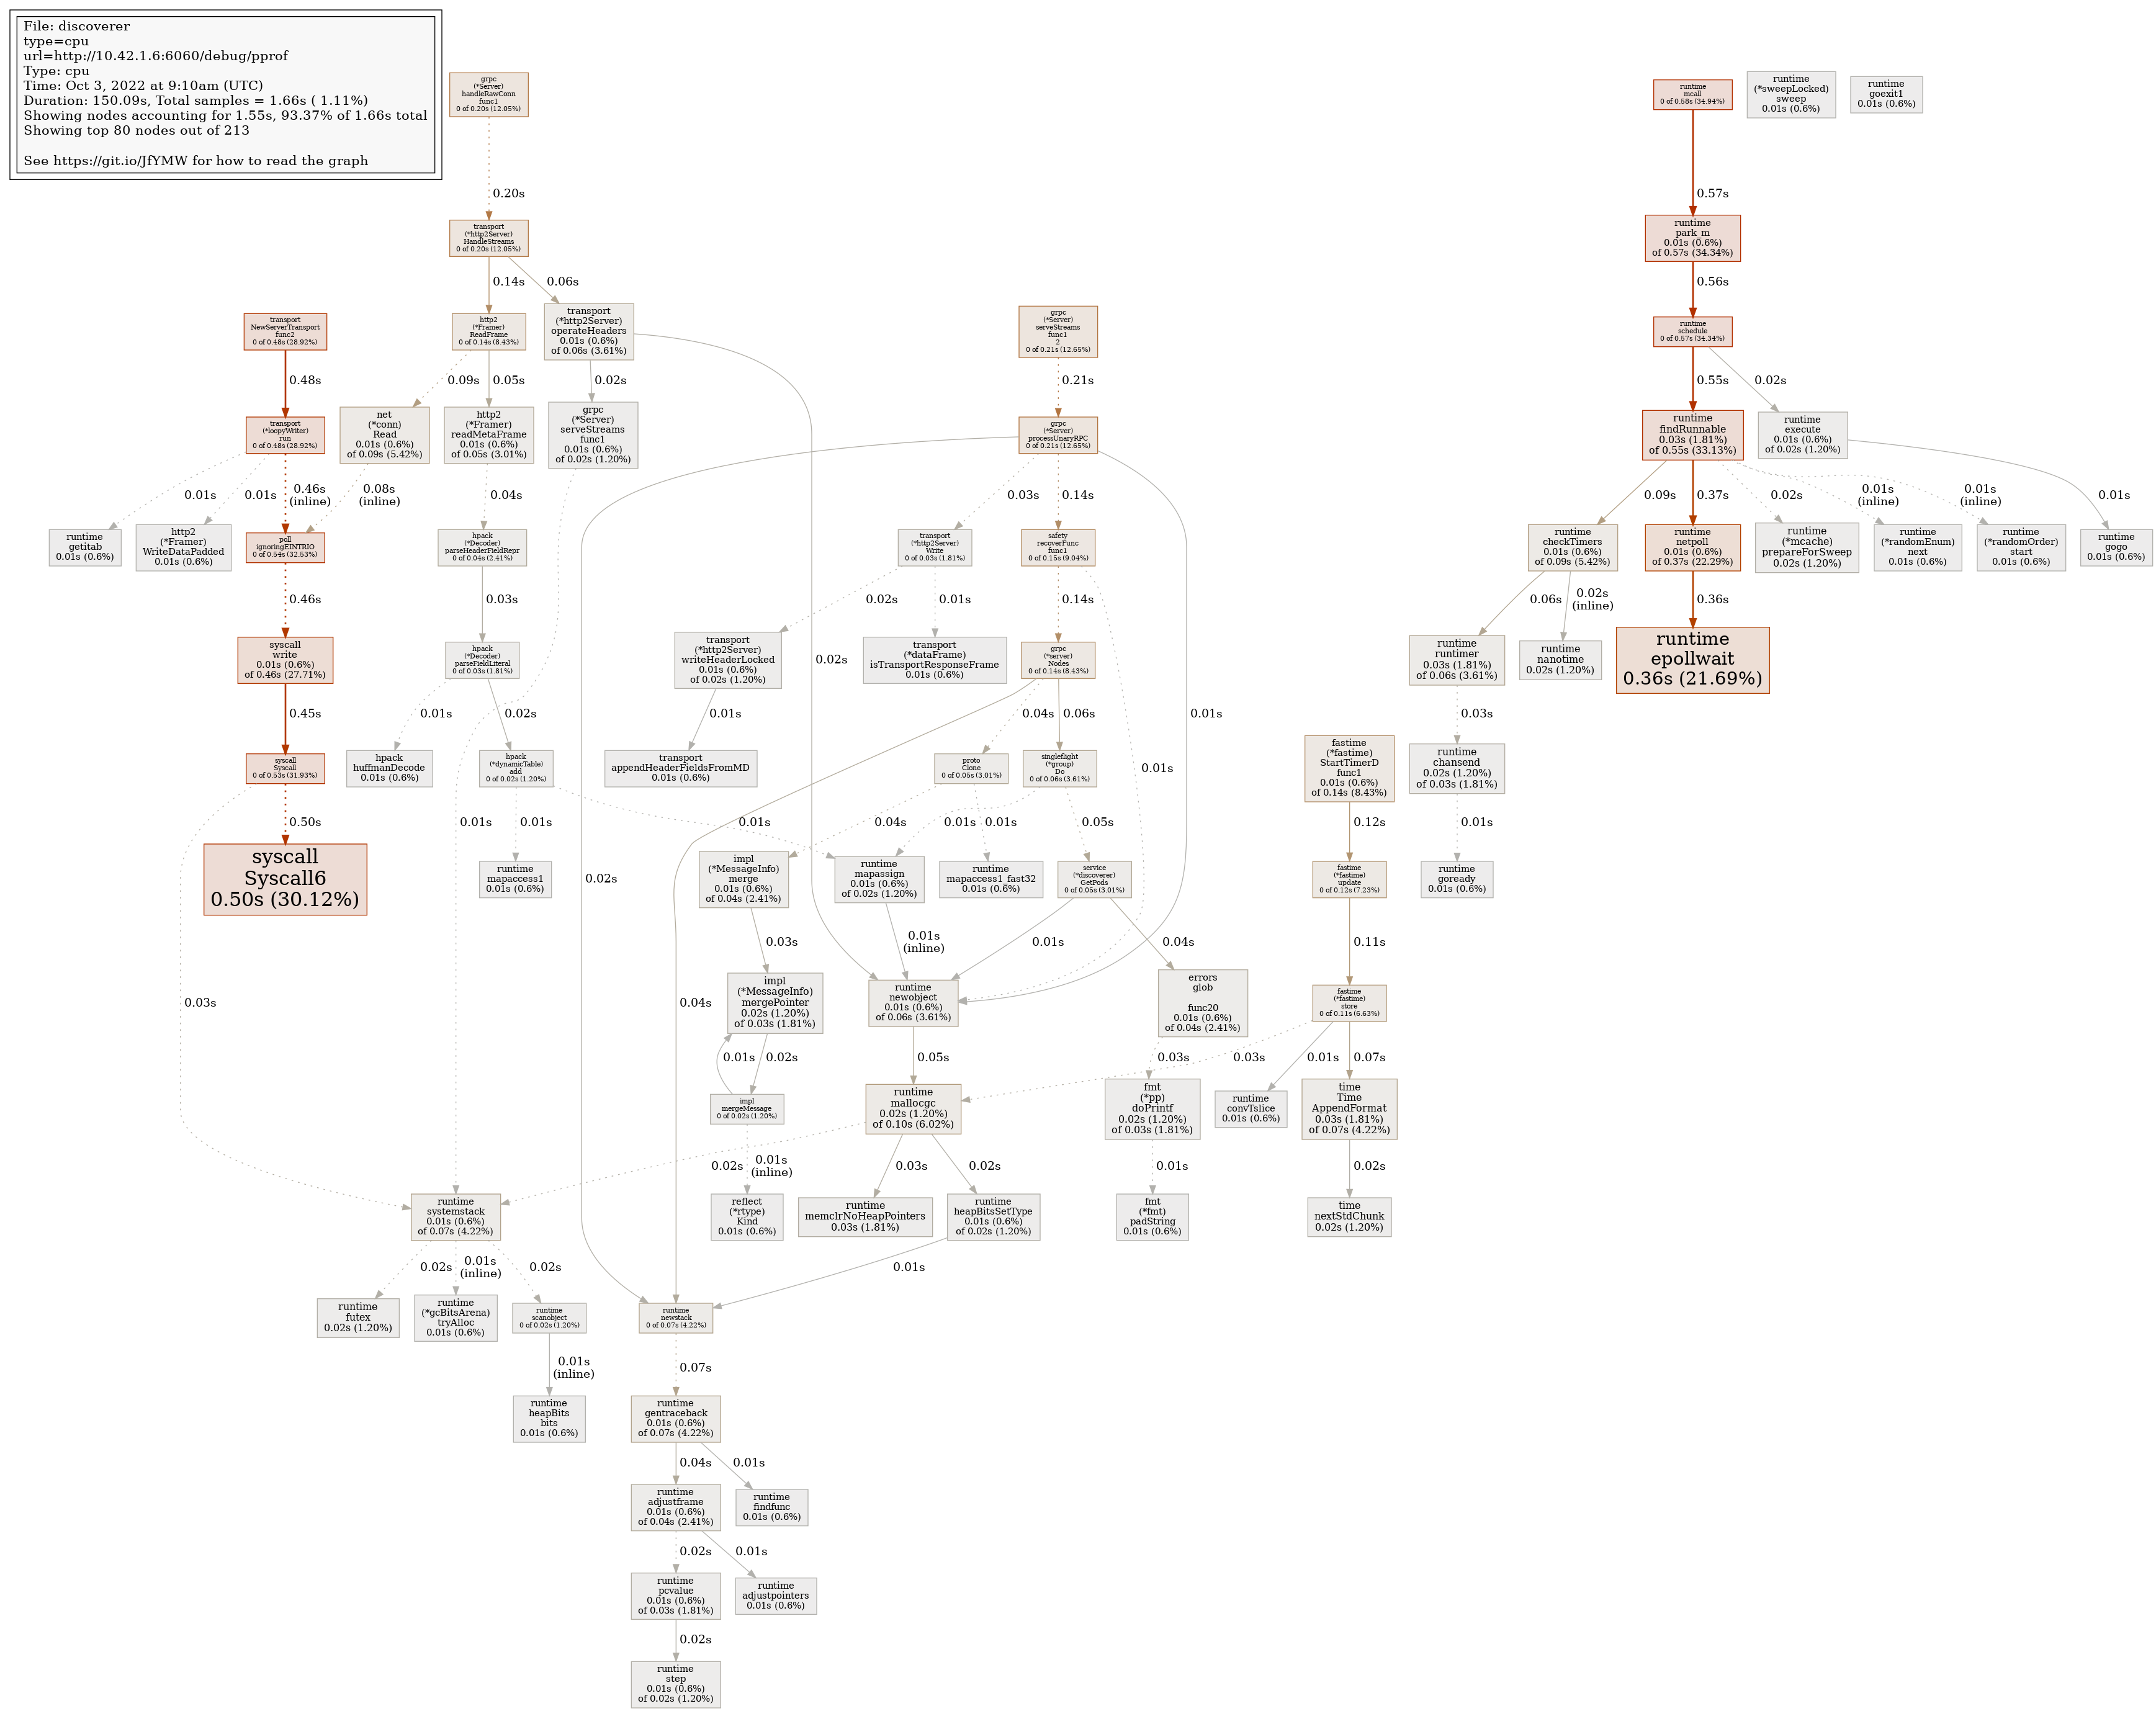 File: discoverer
type=cpu
url=http://10.42.1.6:6060/debug/pprof
Type: cpu
Time: Oct 3, 2022 at 9:10am (UTC)
Duration: 150.09s, Total samples = 1.66s ( 1.11%)
Showing nodes accounting for 1.55s, 93.37% of 1.66s total
Showing top 80 nodes out of 213
See https://git.io/JfYMW for how to read the graph
grpc
(*Server)
handleRawConn
func1
0 of 0.20s (12.05%)
runtime
mcall
0 of 0.58s (34.94%)
runtime
(*sweepLocked)
sweep
0.01s (0.6%)
runtime
goexit1
0.01s (0.6%)
0.20s
0.57s
transport
(*http2Server)
HandleStreams
0 of 0.20s (12.05%)
runtime
park_m
0.01s (0.6%)
of 0.57s (34.34%)
0.14s
0.06s
0.56s
transport
NewServerTransport
func2
0 of 0.48s (28.92%)
http2
(*Framer)
ReadFrame
0 of 0.14s (8.43%)
transport
(*http2Server)
operateHeaders
0.01s (0.6%)
of 0.06s (3.61%)
grpc
(*Server)
serveStreams
func1
2
0 of 0.21s (12.65%)
runtime
schedule
0 of 0.57s (34.34%)
0.48s
0.09s
0.05s
0.02s
0.21s
0.55s
0.02s
transport
(*loopyWriter)
run
0 of 0.48s (28.92%)
net
(*conn)
Read
0.01s (0.6%)
of 0.09s (5.42%)
http2
(*Framer)
readMetaFrame
0.01s (0.6%)
of 0.05s (3.01%)
grpc
(*Server)
serveStreams
func1
0.01s (0.6%)
of 0.02s (1.20%)
grpc
(*Server)
processUnaryRPC
0 of 0.21s (12.65%)
runtime
findRunnable
0.03s (1.81%)
of 0.55s (33.13%)
runtime
execute
0.01s (0.6%)
of 0.02s (1.20%)
0.01s
0.01s
0.46s
(inline)
0.08s
(inline)
0.04s
0.03s
0.14s
0.09s
0.37s
0.02s
0.01s
(inline)
0.01s
(inline)
0.01s
runtime
getitab
0.01s (0.6%)
http2
(*Framer)
WriteDataPadded
0.01s (0.6%)
poll
ignoringEINTRIO
0 of 0.54s (32.53%)
hpack
(*Decoder)
parseHeaderFieldRepr
0 of 0.04s (2.41%)
transport
(*http2Server)
Write
0 of 0.03s (1.81%)
safety
recoverFunc
func1
0 of 0.15s (9.04%)
runtime
checkTimers
0.01s (0.6%)
of 0.09s (5.42%)
runtime
netpoll
0.01s (0.6%)
of 0.37s (22.29%)
runtime
(*mcache)
prepareForSweep
0.02s (1.20%)
runtime
(*randomEnum)
next
0.01s (0.6%)
runtime
(*randomOrder)
start
0.01s (0.6%)
runtime
gogo
0.01s (0.6%)
0.46s
0.03s
0.02s
0.01s
0.14s
0.06s
0.02s
(inline)
0.36s
syscall
write
0.01s (0.6%)
of 0.46s (27.71%)
hpack
(*Decoder)
parseFieldLiteral
0 of 0.03s (1.81%)
transport
(*http2Server)
writeHeaderLocked
0.01s (0.6%)
of 0.02s (1.20%)
transport
(*dataFrame)
isTransportResponseFrame
0.01s (0.6%)
grpc
(*server)
Nodes
0 of 0.14s (8.43%)
runtime
runtimer
0.03s (1.81%)
of 0.06s (3.61%)
runtime
nanotime
0.02s (1.20%)
runtime
epollwait
0.36s (21.69%)
0.02s
0.45s
0.01s
0.02s
0.01s
0.04s
0.06s
0.01s
0.03s
syscall
Syscall
0 of 0.53s (31.93%)
hpack
huffmanDecode
0.01s (0.6%)
hpack
(*dynamicTable)
add
0 of 0.02s (1.20%)
transport
appendHeaderFieldsFromMD
0.01s (0.6%)
proto
Clone
0 of 0.05s (3.01%)
singleflight
(*group)
Do
0 of 0.06s (3.61%)
0.01s
fastime
(*fastime)
StartTimerD
func1
0.01s (0.6%)
of 0.14s (8.43%)
runtime
chansend
0.02s (1.20%)
of 0.03s (1.81%)
0.50s
0.01s
0.01s
0.01s
0.04s
0.01s
0.01s
0.05s
0.12s
0.01s
syscall
Syscall6
0.50s (30.12%)
runtime
mapaccess1
0.01s (0.6%)
impl
(*MessageInfo)
merge
0.01s (0.6%)
of 0.04s (2.41%)
runtime
mapassign
0.01s (0.6%)
of 0.02s (1.20%)
runtime
mapaccess1_fast32
0.01s (0.6%)
service
(*discoverer)
GetPods
0 of 0.05s (3.01%)
fastime
(*fastime)
update
0 of 0.12s (7.23%)
runtime
goready
0.01s (0.6%)
0.02s
0.03s
0.01s
(inline)
0.01s
0.04s
0.11s
0.03s
0.04s
impl
(*MessageInfo)
mergePointer
0.02s (1.20%)
of 0.03s (1.81%)
runtime
newobject
0.01s (0.6%)
of 0.06s (3.61%)
errors
glob
func20
0.01s (0.6%)
of 0.04s (2.41%)
fastime
(*fastime)
store
0 of 0.11s (6.63%)
0.01s
0.02s
0.05s
0.03s
0.03s
0.01s
0.07s
impl
mergeMessage
0 of 0.02s (1.20%)
runtime
mallocgc
0.02s (1.20%)
of 0.10s (6.02%)
fmt
(*pp)
doPrintf
0.02s (1.20%)
of 0.03s (1.81%)
runtime
convTslice
0.01s (0.6%)
time
Time
AppendFormat
0.03s (1.81%)
of 0.07s (4.22%)
0.02s
0.01s
(inline)
0.03s
0.02s
0.01s
0.02s
runtime
systemstack
0.01s (0.6%)
of 0.07s (4.22%)
reflect
(*rtype)
Kind
0.01s (0.6%)
runtime
memclrNoHeapPointers
0.03s (1.81%)
runtime
heapBitsSetType
0.01s (0.6%)
of 0.02s (1.20%)
fmt
(*fmt)
padString
0.01s (0.6%)
time
nextStdChunk
0.02s (1.20%)
0.02s
0.01s
(inline)
0.02s
0.01s
runtime
futex
0.02s (1.20%)
runtime
(*gcBitsArena)
tryAlloc
0.01s (0.6%)
runtime
scanobject
0 of 0.02s (1.20%)
runtime
newstack
0 of 0.07s (4.22%)
0.01s
(inline)
0.07s
runtime
heapBits
bits
0.01s (0.6%)
runtime
gentraceback
0.01s (0.6%)
of 0.07s (4.22%)
0.04s
0.01s
runtime
adjustframe
0.01s (0.6%)
of 0.04s (2.41%)
runtime
findfunc
0.01s (0.6%)
0.02s
0.01s
runtime
pcvalue
0.01s (0.6%)
of 0.03s (1.81%)
runtime
adjustpointers
0.01s (0.6%)
0.02s
runtime
step
0.01s (0.6%)
of 0.02s (1.20%)